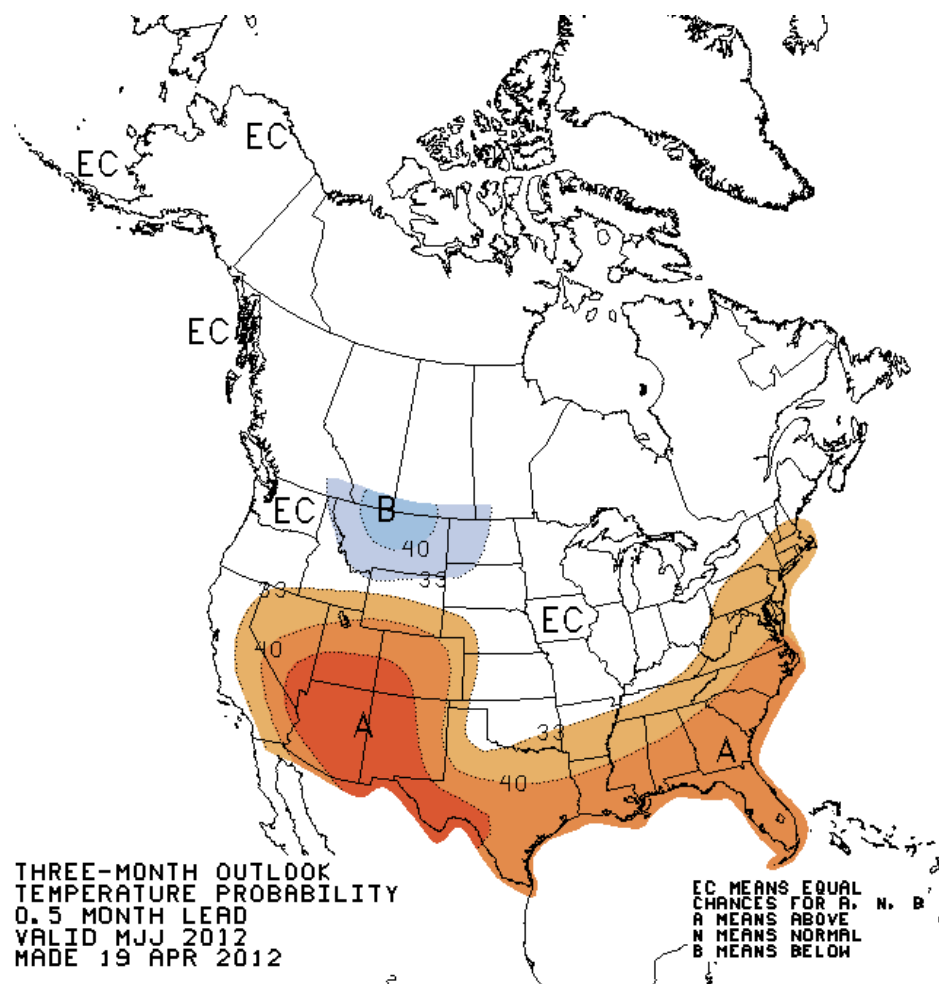 EC
EC
EC
EC
B
40
33
33
40
EC
A
33
40
A
THREE-MONTH OUTLOOK
TEMPERATURE PROBABILITY
0.5 MONTH LEAD
VALID MJJ 2012
MADE 19 APR 2012
EC MEANS EQUAL
CHANCES FOR A, N, B
A MEANS ABOVE
N MEANS NORMAL
B MEANS BELOW